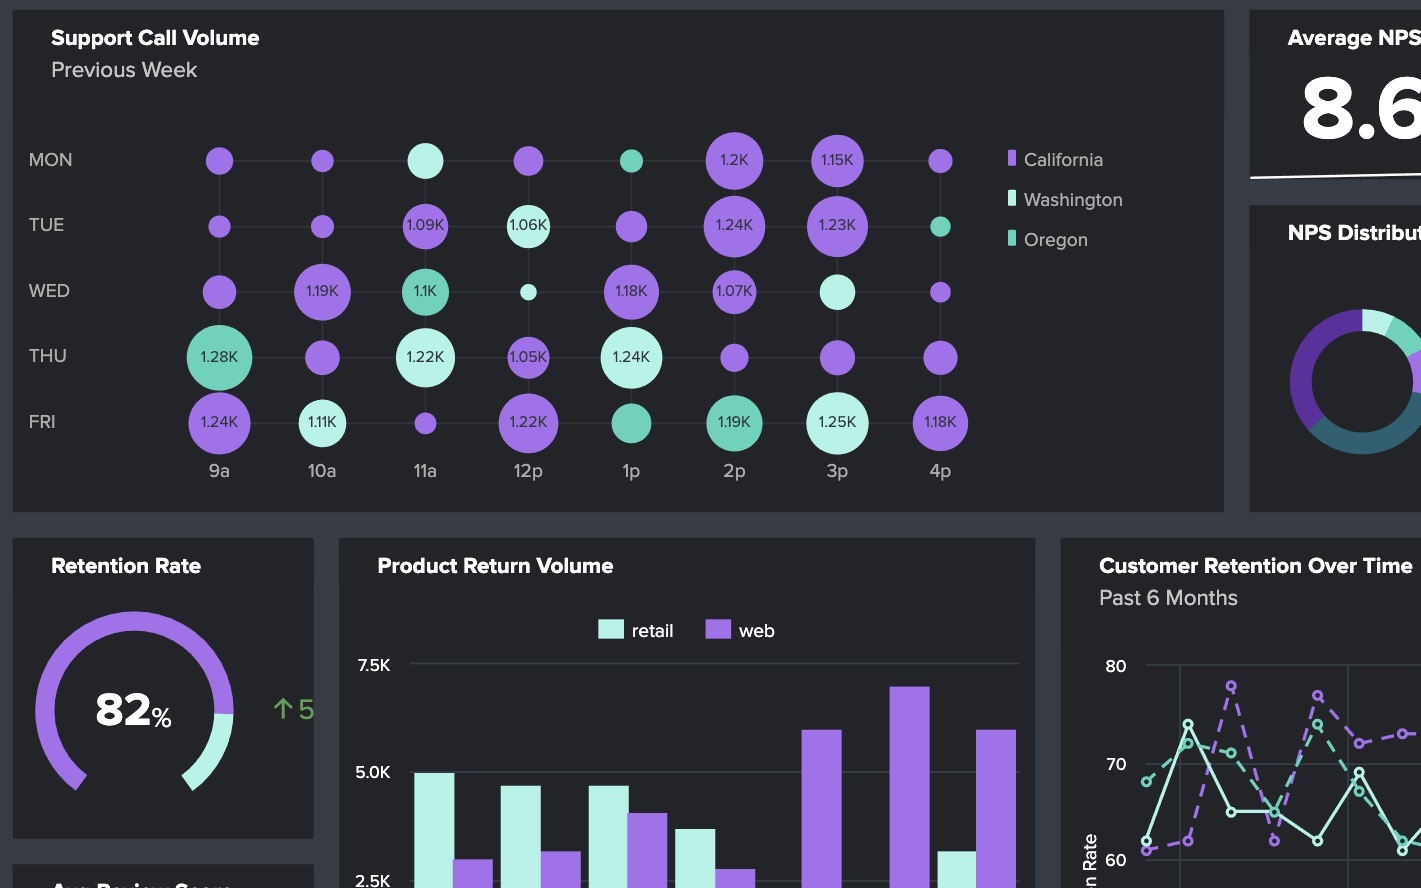 Support Call Volume
Previous Week
MON
1.2K 1.15K
TUE
1.09K 1.06K 1.24K 1.23K
WED
1.19K 1.1K 1.18K 1.07K
THU
1.28K 1.22K 1.05K 1.24K
FRI
1.24K 1.11K 1.22K 1.19K 1.25K 1.18K
9a 10a 11a 12p 1p 2p 3p 4p
California
Washington
Oregon
Average NPS
8.6
NPS Distribut
Retention Rate
82%
↑5
Product Return Volume
retail web
7.5K
5.0K
2.5K
Customer Retention Over Time
Past 6 Months
80
70
60
n Rate